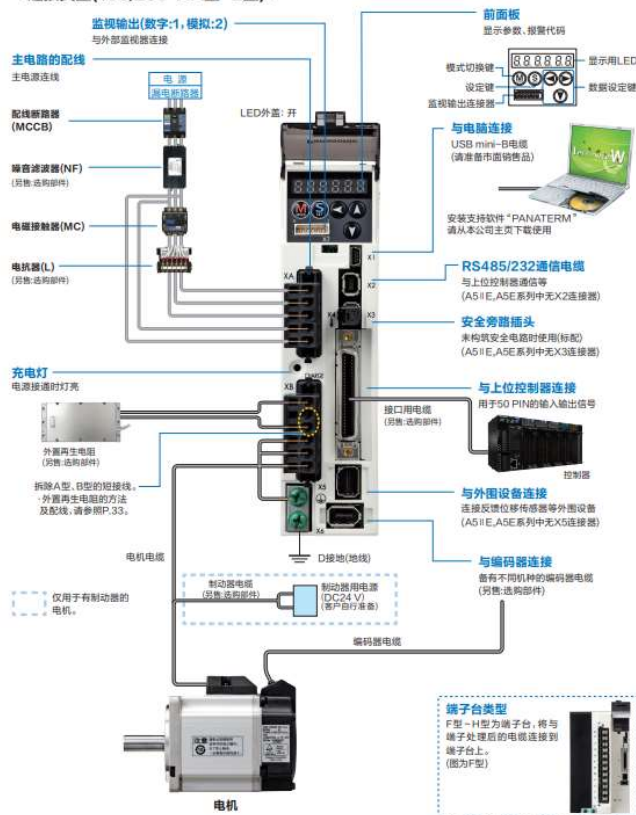 监视输出(数字:1,模拟:2)
与外部监视器连接
前面板
显示参数、报警代码
主电路的配线
主电源连线
电 源
漏电断路器
LED外盖: 开
显示用LED
模式切换键
设定键
数据设定键
监视输出连接器
M S
配线断路器
(MCCB)
噪音滤波器(NF)
(另售:选购部件)
电磁接触器(MC)
电抗器(L)
(另售:选购部件)
M S
与电脑连接
USB mini-B电缆
(请准备市面销售品)
安装支持软件“PANATERM”
请从本公司主页下载使用
XA
X1
X2
X3
X4
RS485/232通信电缆
与上位控制器通信等
(A5ⅡE,A5E系列中无X2连接器)
安全旁路插头
未构筑安全电路时使用(标配)
(A5ⅡE,A5E系列中无X3连接器)
充电灯
电源接通时灯亮
XB
与上位控制器连接
用于50 PIN的输入输出信号
接口用电缆
(另售:选购部件)
控制器
外置再生电阻
(另售:选购部件)
拆除A型、B型的短接线。
·外置再生电阻的方法
及配线,请参照P.33。
X5
X6
与外围设备连接
连接反馈位移传感器等外围设备
(A5ⅡE,A5E系列中无X5连接器)
D接地(地线)
与编码器连接
备有不同机种的编码器电缆
(另售:选购部件)
电机电缆
制动器电缆
(另售:选购部件)
制动器用电源
(DC24 V)
(客户自行准备)
仅用于有制动器的
电机。
编码器电缆
电机
端子台类型
F型~H型为端子台,将与
端子处理后的电缆连接到
端子台上。
(图为F型)